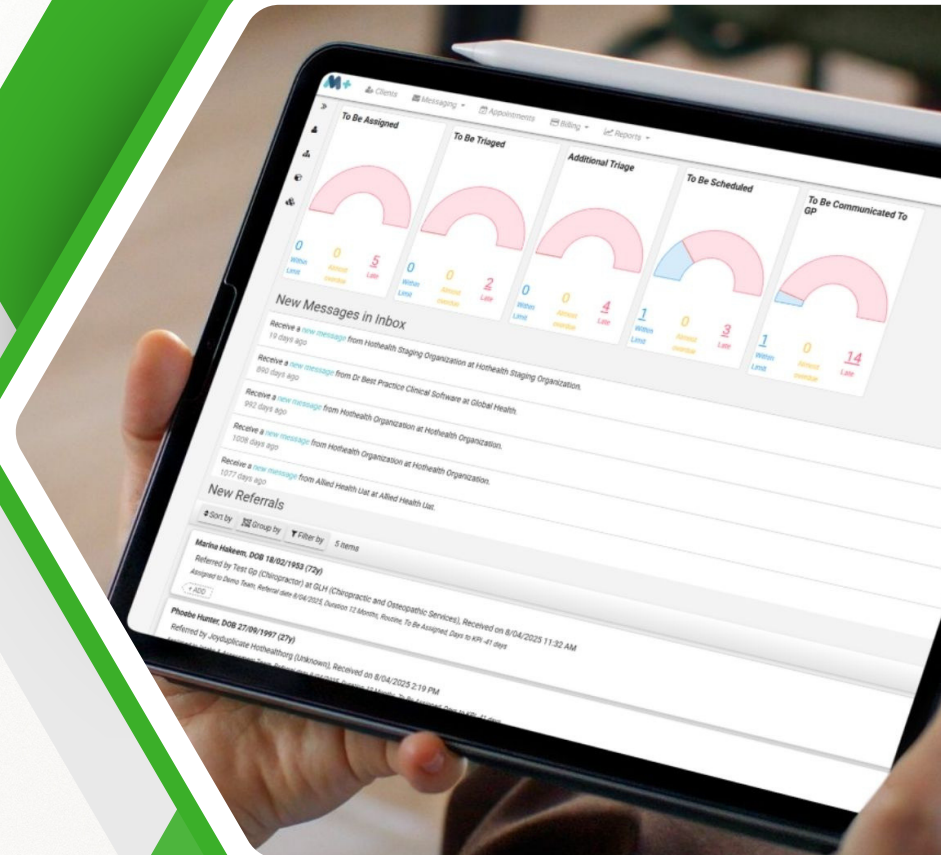 M+ Clients Messaging Appointments Billing Reports
To Be Assigned
0 Within Limit
0 Almost overdue
5 Late
To Be Triaged
0 Within Limit
0 Almost overdue
2 Late
Additional Triage
0 Within Limit
0 Almost overdue
4 Late
To Be Scheduled
1 Within Limit
0 Almost overdue
3 Late
To Be Communicated To
GP
1 Within Limit
0 Almost overdue
14 Late
New Messages in Inbox
Receive a new message from Hothealth Staging Organization at Hothealth Staging Organization.
19 days ago
Receive a new message from Dr Best Practice Clinical Software at Global Health.
890 days ago
Receive a new message from Hothealth Organization at Hothealth Organization.
992 days ago
Receive a new message from Hothealth Organization at Hothealth Organization.
1008 days ago
Receive a new message from Allied Health Uat at Allied Health Uat.
1077 days ago
New Referrals
Sort by Group by Filter by 5 items
Marina Hakeem, DOB 18/02/1953 (72y)
Referred by Test Gp (Chiropractor) at GLH (Chiropractic and Osteopathic Services), Received on 8/04/2025 11:32 AM
Assigned to Demo Team, Referral date 8/04/2025, Duration 12 Months, Routine, To Be Assigned, Days to KPI -41 days
+ ADD
Phoebe Hunter, DOB 27/09/1997 (27y)
Referred by Joyduplicate Hothealthorg (Unknown), Received on 8/04/2025 2:19 PM